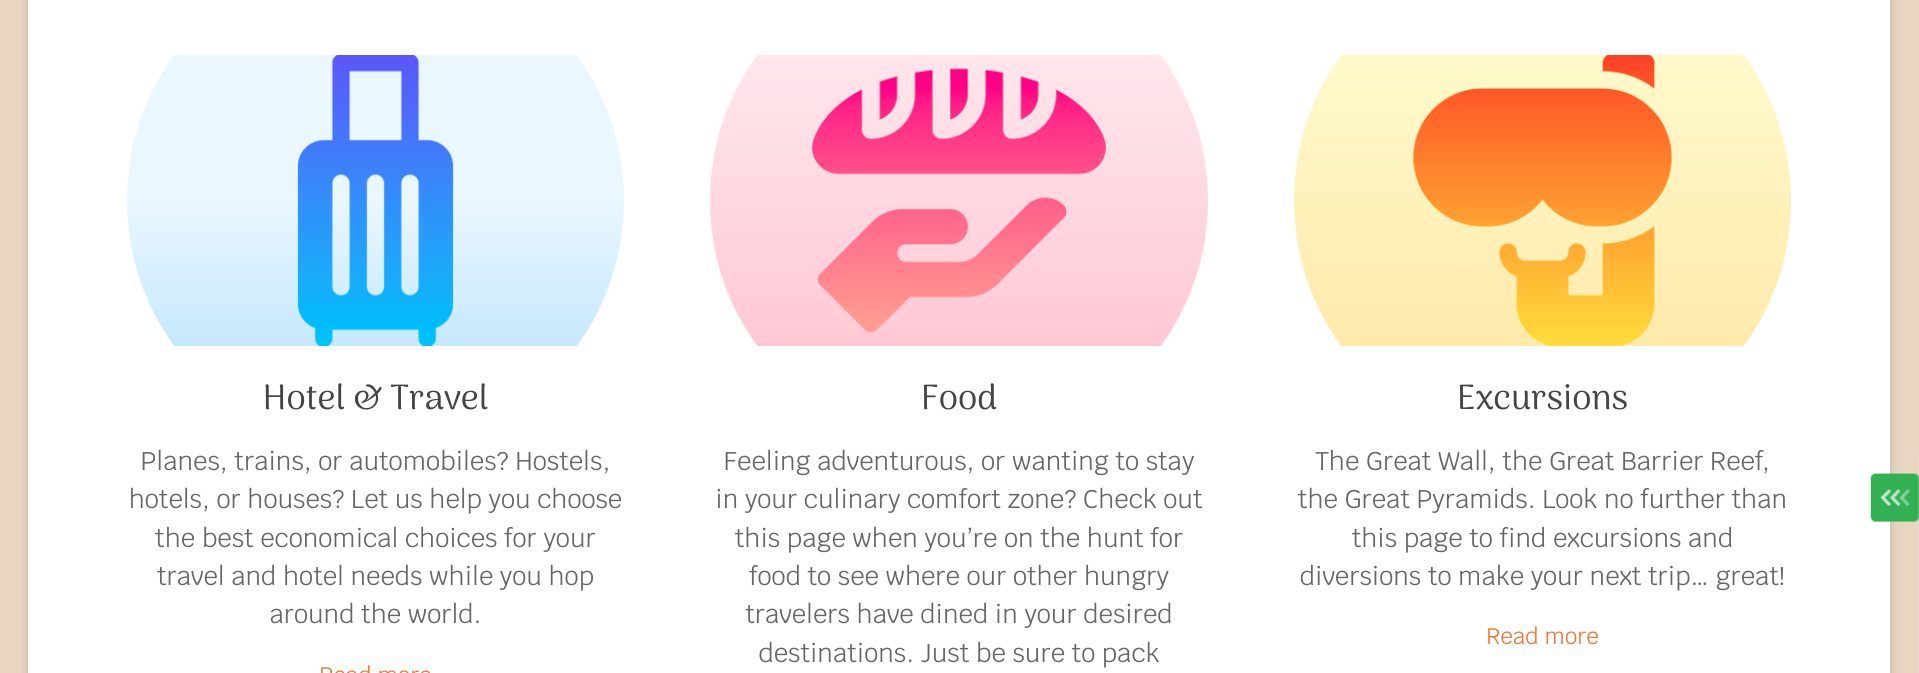 Hotel & Travel
Planes, trains, or automobiles? Hostels,
hotels, or houses? Let us help you choose
the best economical choices for your
travel and hotel needs while you hop
around the world.
Read more
Food
Feeling adventurous, or wanting to stay
in your culinary comfort zone? Check out
this page when you’re on the hunt for
food to see where our other hungry
travelers have dined in your desired
destinations. Just be sure to pack
Excursions
The Great Wall, the Great Barrier Reef,
the Great Pyramids. Look no further than
this page to find excursions and
diversions to make your next trip… great!
Read more